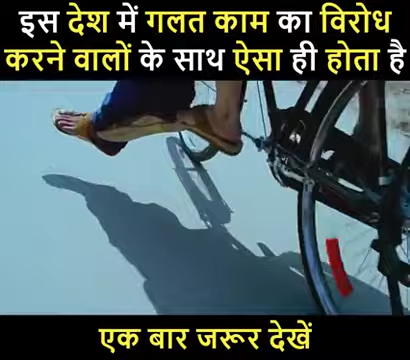 इस देश में गलत काम का विरोध
करने वालों के साथ ऐसा ही होता है
एक बार जरूर देखें